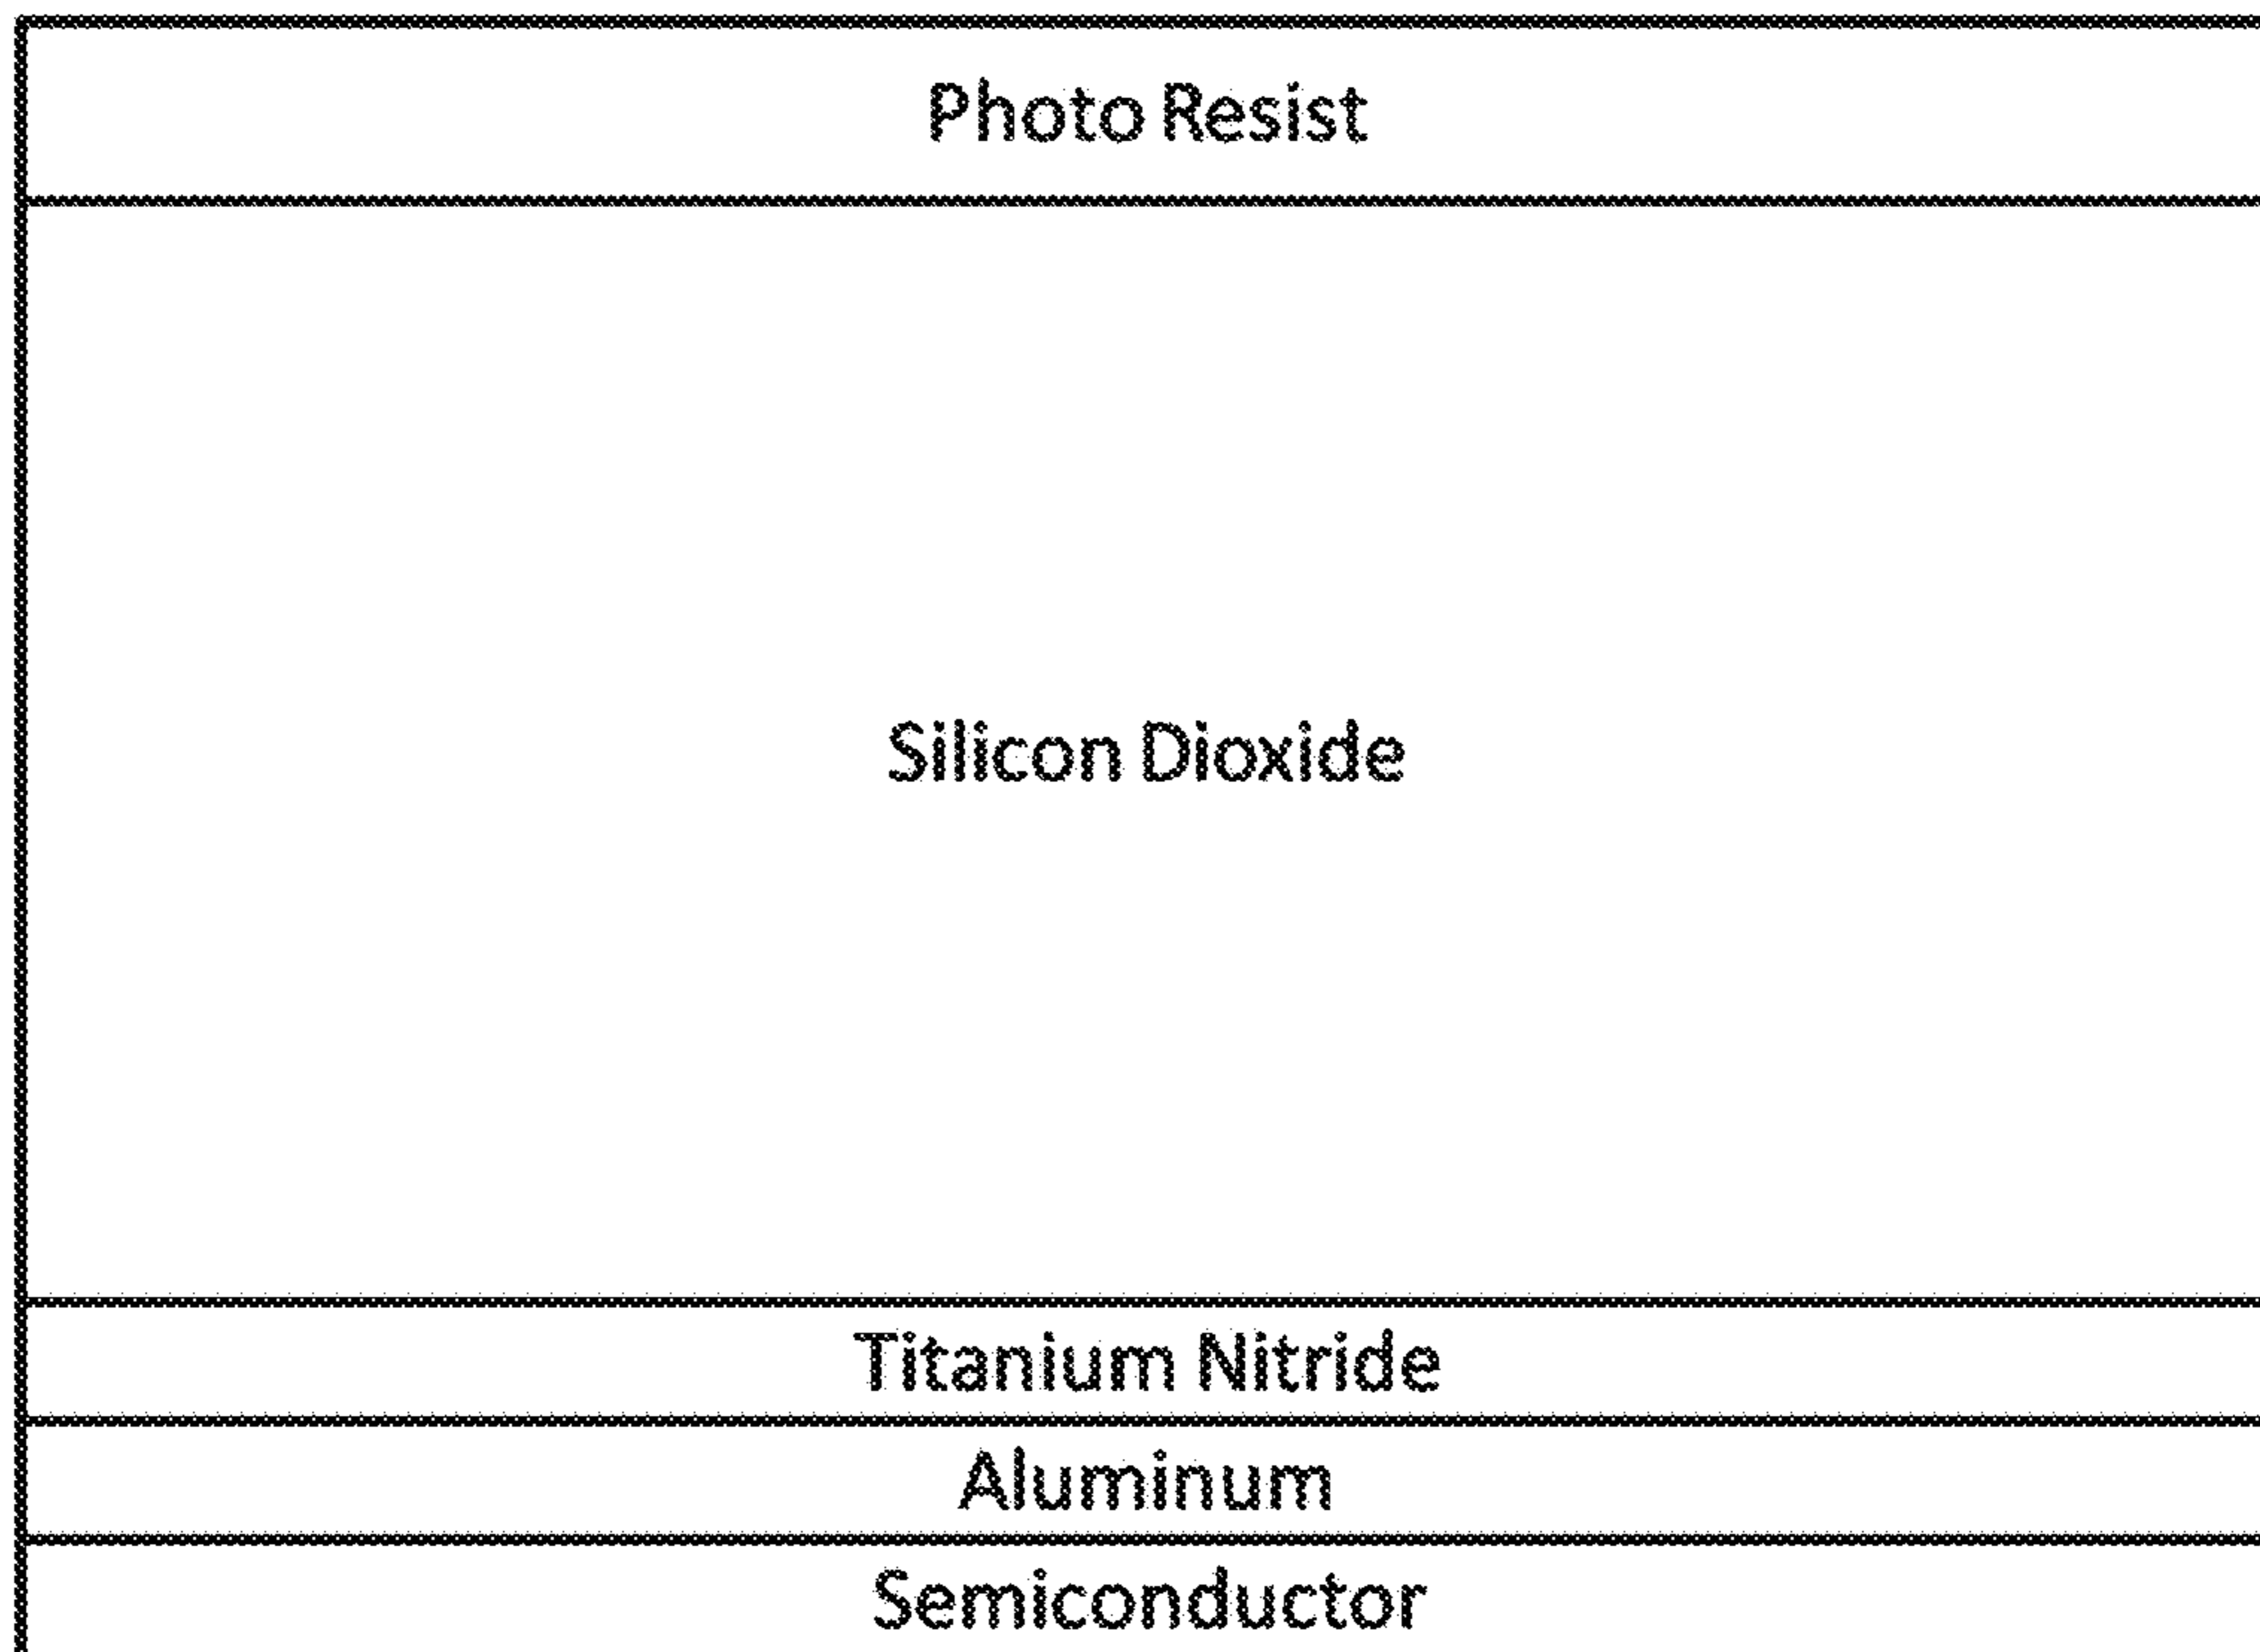 Photo Resist
Silicon Dioxide
Titanium Nitride
Aluminum
Semiconductor